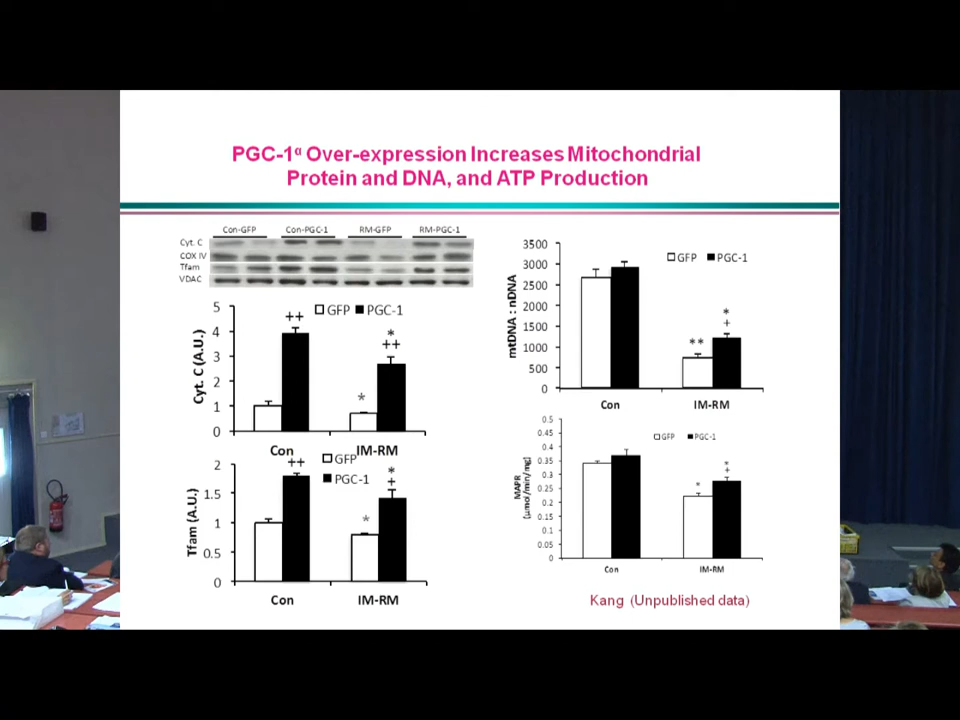 PGC-1α Over-expression Increases Mitochondrial
Protein and DNA, and ATP Production
Con-GFP Con-PGC-1 RM-GFP RM-PGC-1
Cyt. C
COX IV
Tfam
VDAC
GFP PGC-1
Cyt. C (A.U.)
5
4
3
2
1
0
++
*
*
++
Con IM-RM
GFP
PGC-1
Tfam (A.U.)
2
1.5
1
0.5
0
++
*
*
+
Con IM-RM
GFP PGC-1
mtDNA : nDNA
3500
3000
2500
2000
1500
1000
500
0
**
*
+
Con IM-RM
GFP PGC-1
MAPR
(µmol/min/mg)
0.5
0.45
0.4
0.35
0.3
0.25
0.2
0.15
0.1
0.05
0
*
*
+
Con IM-RM
Kang (Unpublished data)